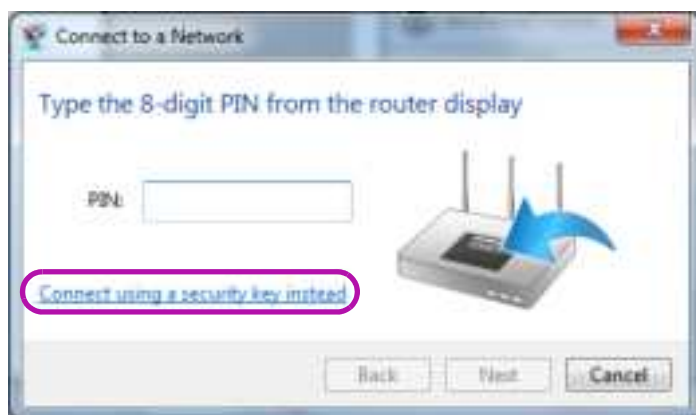 Connect to a Network
Type the 8-digit PIN from the router display
PIN:
Connect using a security key instead
Back
Next
Cancel